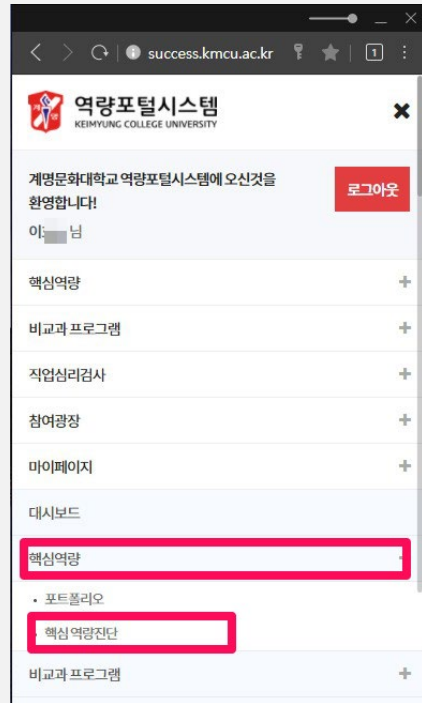 success.kmcu.ac.kr
1
역량포털시스템
KEIMYUNG COLLEGE UNIVERSITY
계명문화대학교 역량포털시스템에 오신것을
환영합니다!
로그아웃
이 님
핵심역량
비교과 프로그램
직업심리검사
참여광장
마이페이지
대시보드
핵심역량
• 포트폴리오
• 핵심 역량진단
비교과 프로그램